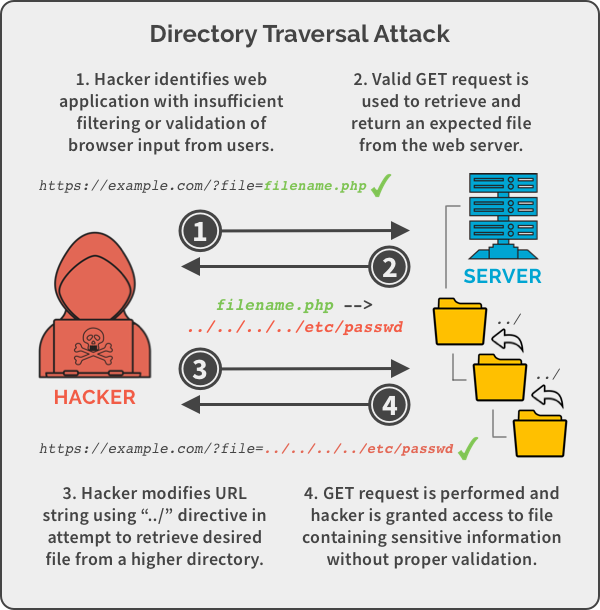 Directory Traversal Attack
1. Hacker identifies web
application with insufficient
filtering or validation of
browser input from users.
2. Valid GET request is
used to retrieve and
return an expected file
from the web server.
https://example.com/?file=filename.php
1
2
SERVER
filename.php -->
../../../../etc/passwd
../
3
HACKER
4
../
https://example.com/?file=../../../../etc/passwd
3. Hacker modifies URL
string using “../” directive in
attempt to retrieve desired
file from a higher directory.
4. GET request is performed and
hacker is granted access to file
containing sensitive information
without proper validation.